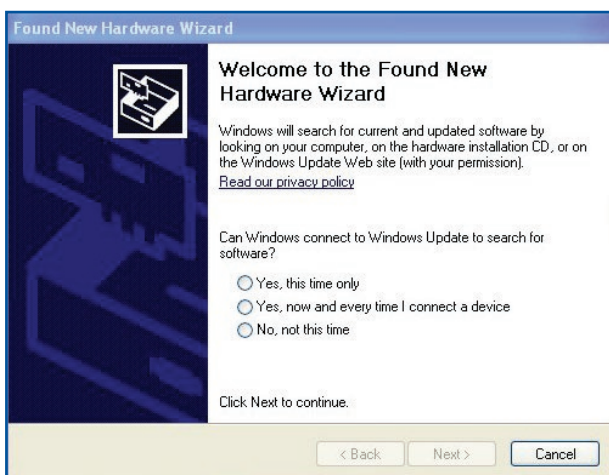 Found New Hardware Wizard
Welcome to the Found New
Hardware Wizard
Windows will search for current and updated software by
looking on your computer, on the hardware installation CD, or on
the Windows Update Web site (with your permission).
Read our privacy policy
Can Windows connect to Windows Update to search for
software?
Yes, this time only
Yes, now and every time I connect a device
No, not this time
Click Next to continue.
< Back Next > Cancel